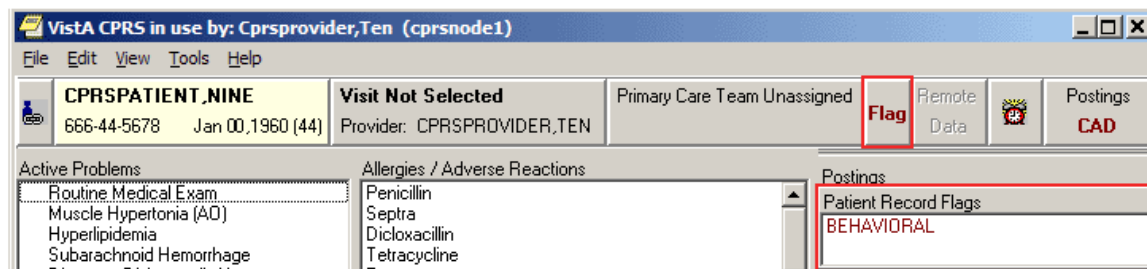 VistA CPRS in use by: Cprsprovider,Ten (cprsnode1)
File Edit View Tools Help
CPRSPATIENT,NINE
666-44-5678 Jan 00,1960 (44)
Visit Not Selected
Provider: CPRSPROVIDER,TEN
Primary Care Team Unassigned
Flag
Remote
Data
Postings
CAD
Active Problems
Routine Medical Exam
Muscle Hypertonia (AO)
Hyperlipidemia
Subarachnoid Hemorrhage
Allergies / Adverse Reactions
Penicillin
Septra
Dicloxacillin
Tetracycline
Postings
Patient Record Flags
BEHAVIORAL